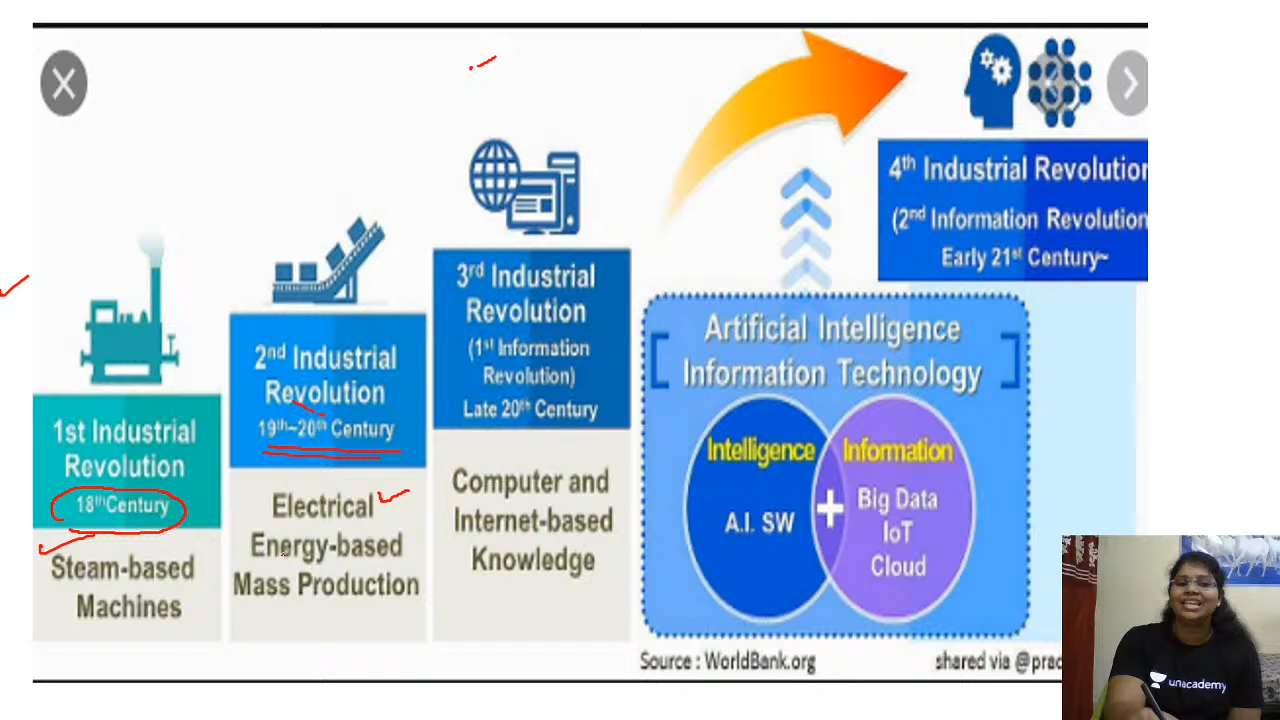 1st Industrial
Revolution
18thCentury
Steam-based
Machines
2nd Industrial
Revolution
19th~20th Century
Electrical
Energy-based
Mass Production
3rd Industrial
Revolution
(1st Information
Revolution)
Late 20th Century
Computer and
Internet-based
Knowledge
4th Industrial Revolution
(2nd Information Revolution
Early 21st Century~
Artificial Intelligence
Information Technology
Intelligence
A.I. SW
+
Information
Big Data
IoT
Cloud
Source : WorldBank.org
shared via @prac
unacademy